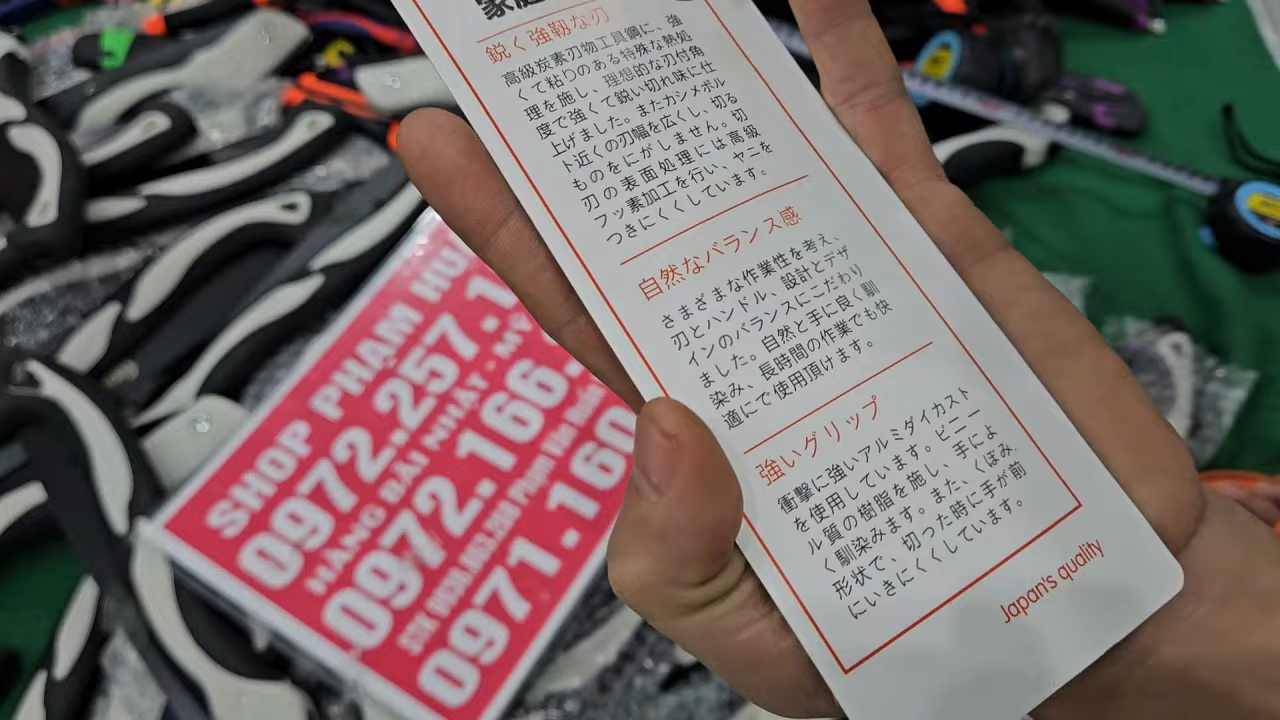 鋭く強靱な刃
高級炭素刃物工具鋼に、強
くて粘りのある特殊な熱処
理を施し、理想的な刃付角
度で強くて鋭い切れ味に仕
上げました。またカシメボル
ト近くの刃幅を広くし、切る
ものをにがしません。切
刃の表面処理には高級
フッ素加工を行い、ヤニを
つきにくくしています。
自然なバランス感
さまざまな作業性を考え、
刃とハンドル、設計とデザ
インのバランスにこだわり
ました。自然と手に良く馴
染み、長時間の作業でも快
適にで使用頂けます。
強いグリップ
衝撃に強いアルミダイカスト
を使用しています。ビニー
ル質の樹脂を施し、手によ
く馴染みます。また、くぼみ
形状で、切った時に手が前
にいきにくくしています。
Japan's quality
SHOP PHẠM HU
0972.257.1
HÀNG BÃI NHẬT - MỸ
0972.166.
STK
0971.160